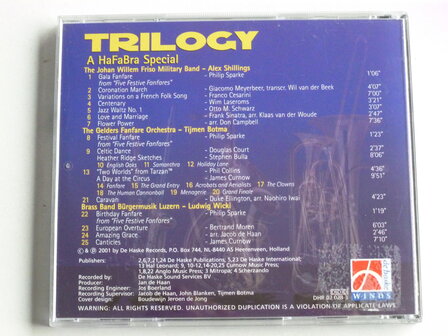 TRILOGY
A HaFaBra Special
The Johan Willem Friso Military Band - Alex Shillings
1 Gala Fanfare - Philip Sparke 1'06"
from "Five Festive Fanfares"
2 Coronation March - Giacomo Meyerbeer, transcr. Wil van der Beek 4'07"
3 Variations on a French Folk Song - Franco Cesarini 7'00"
4 Centenary - Wim Laseroms 3'21"
5 Jazz Waltz No. 1 - Otto M. Schwarz 3'07"
6 Love and Marriage - Frank Sinatra, arr. Klaas van der Woude 2'47"
7 Flower Power - arr. Don Campbell 7'36"
The Gelders Fanfare Orchestra - Tijmen Botma
8 Festival Fanfare - Philip Sparke 1'23"
from "Five Festive Fanfares"
9 Celtic Dance - Douglas Court 2'37"
Heather Ridge Sketches - Stephen Bulla 8'06"
10 English Oaks 11 Samarohra 12 Holiday Lane
13 "Two Worlds" from Tarzan™ - Phil Collins 4'36"
A Day at the Circus - James Curnow 9'51"
14 Fanfare 15 The Grand Entry 16 Acrobats and Aerialists 17 The Clowns
18 The Human Cannonball 19 Menagerie 20 Grand Finale
21 Caravan - Duke Ellington, arr. Naohiro Iwai 4'23"
Brass Band Bürgermusik Luzern - Ludwig Wicki
22 Birthday Fanfare - Philip Sparke 1'19"
from "Five Festive Fanfares"
23 European Overture - Bertrand Moren 6'03"
24 Amazing Grace - arr. Jacob de Haan 2'46"
25 Canticles - James Curnow 7'10"
© & ℗ 2001 by De Haske Records, P.O. Box 744, NL-8440 AS Heerenveen, Holland
Publishers: 2,6,7,21,24 De Haske Publications, 5,23 De Haske International;
13 Hal Leonard; 9, 10-12,14-20,25 Curnow Music Press;
1,8,22 Anglo Music Press; 3 Mitropa; 4 Scherzando
Recorded by: De Haske Sound Services BV
Recording producer: Jan de Haan
Recording engineer: Joe Boerland
Recording coordination: Jacob de Haan, John Blanken, Tijmen Botma
Cover design: Boudewijn Jeroen de Jong
DHR 02.028-3
de haske
WINDS
WARNING: ALL RIGHTS RESERVED. UNAUTHORIZED DUPLICATION IS A VIOLATION OF APPLICABLE LAWS.